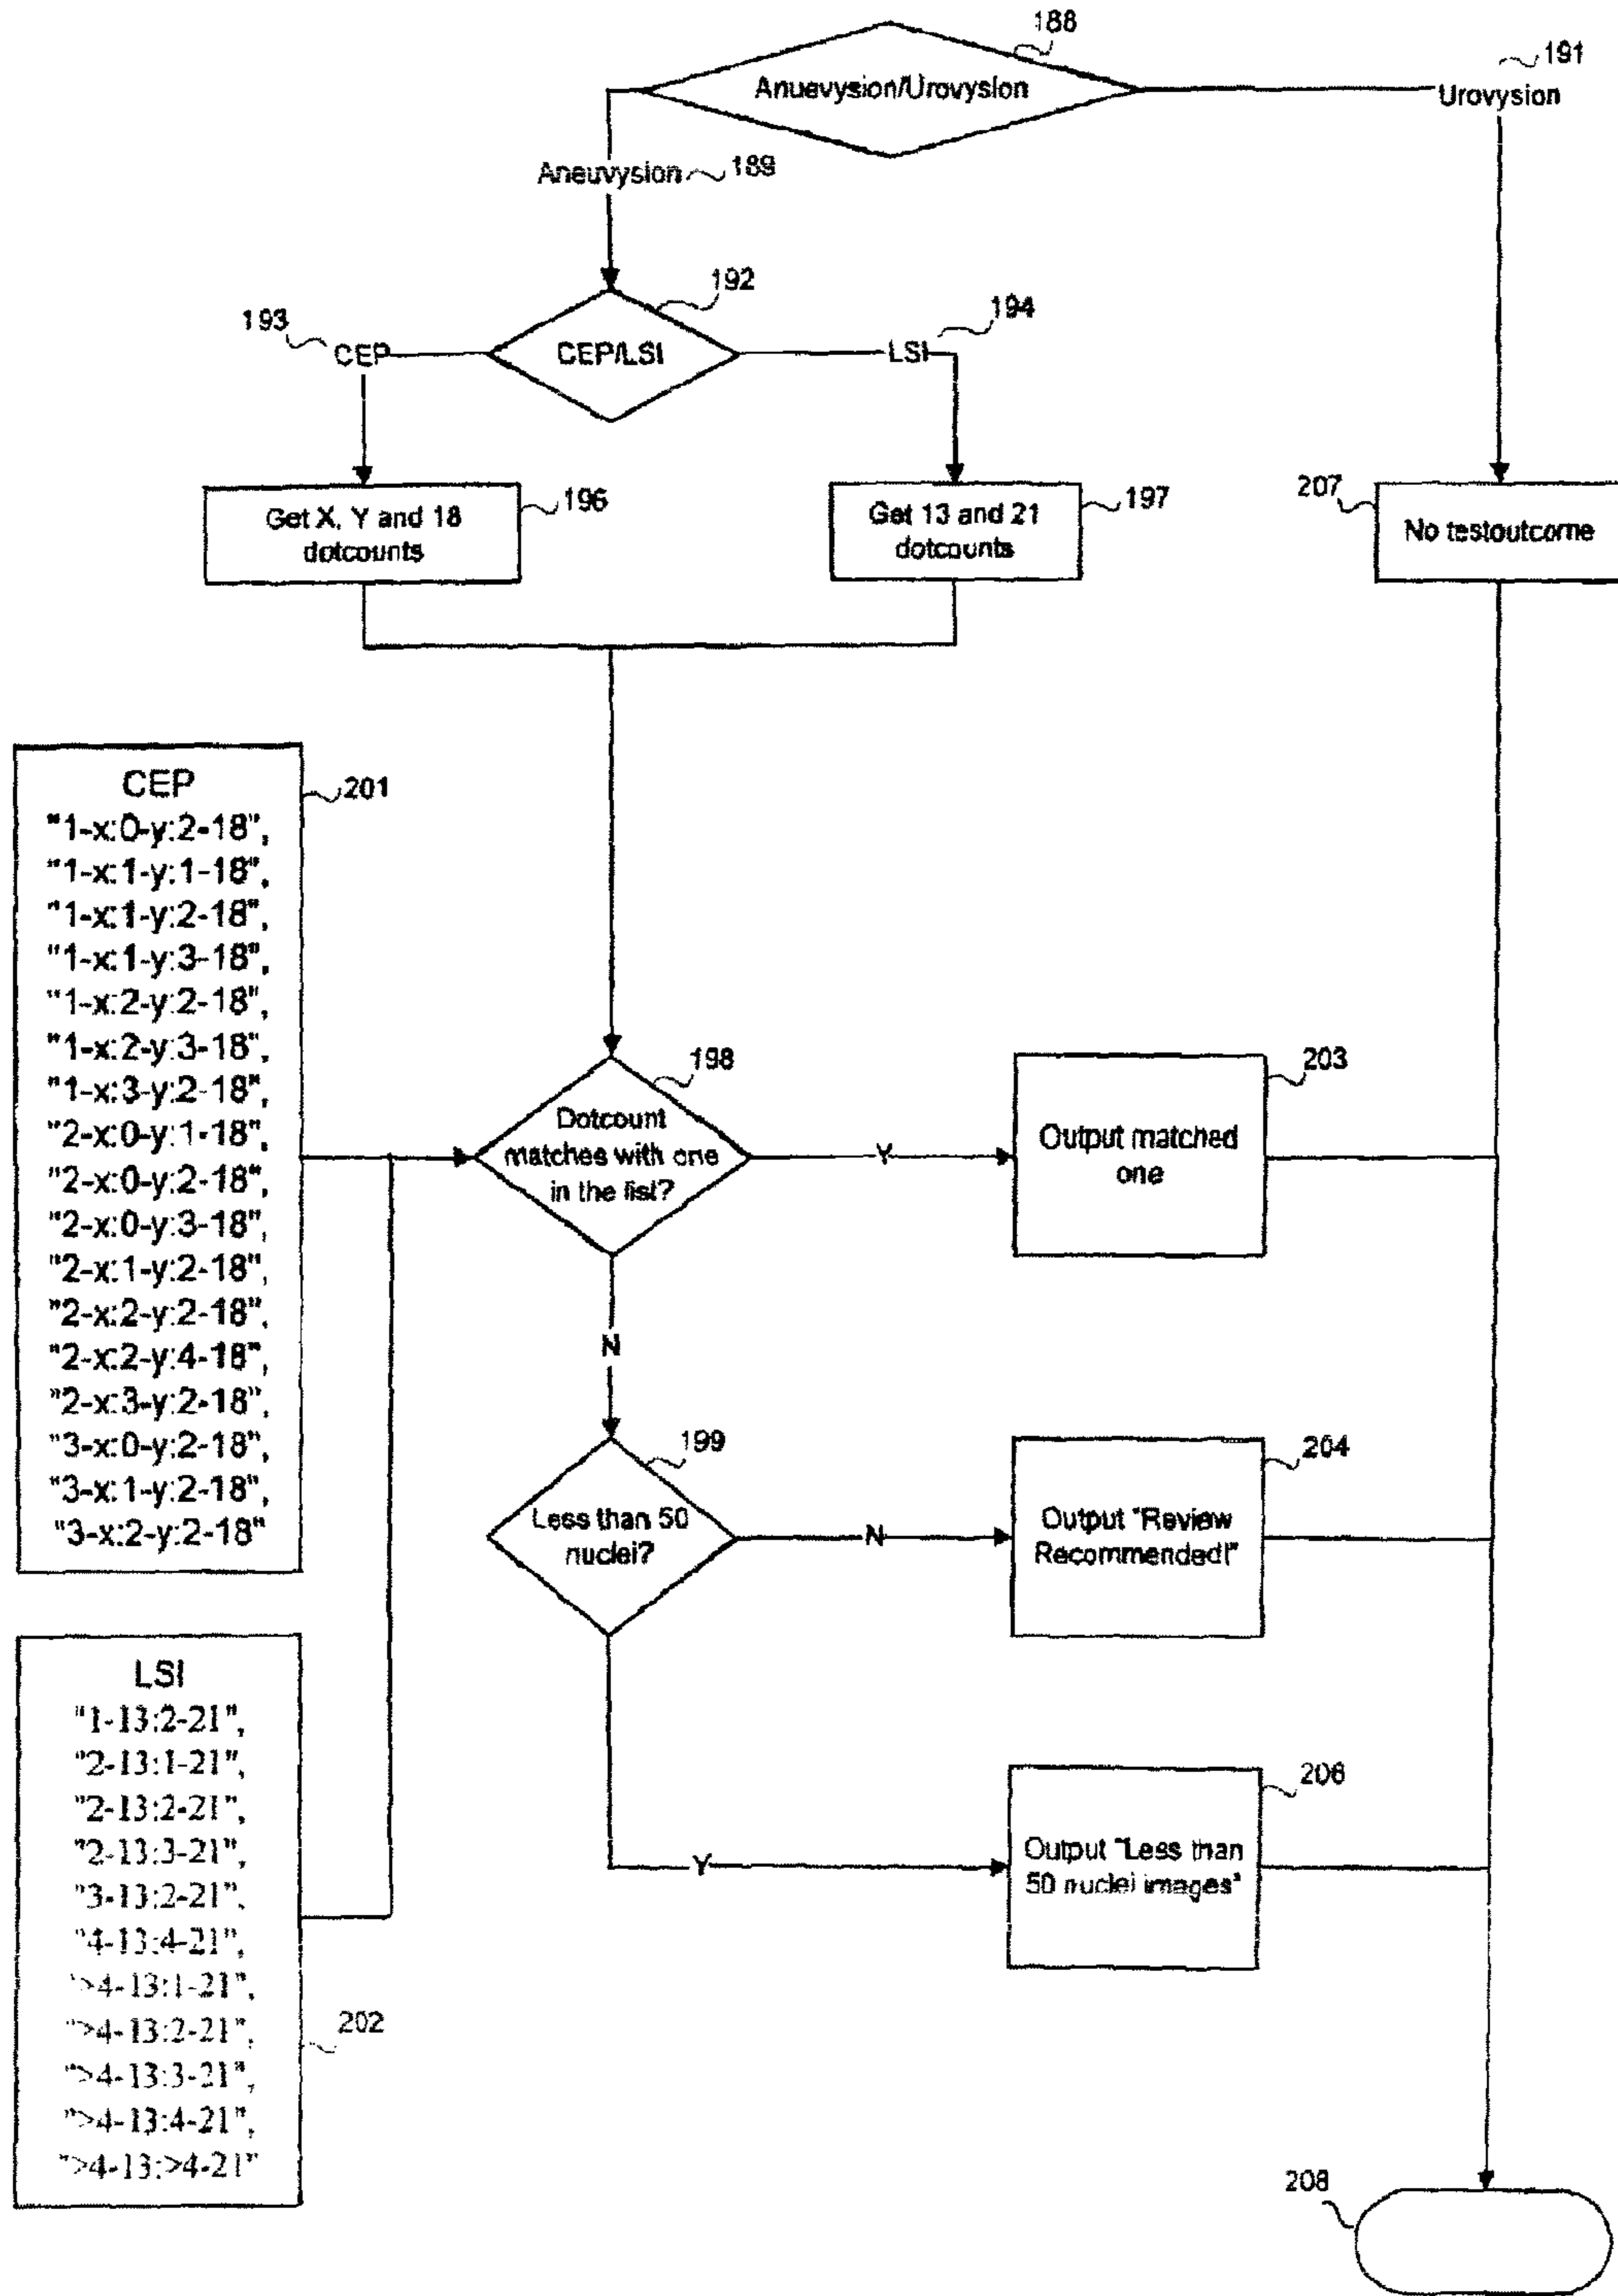 188
Anuevysion/Urovysion
191
Urovysion
Aneuvysion
189
192
193
CEP
CEP/LSI
LSI
194
Get X, Y and 18
dotcounts
196
Get 13 and 21
dotcounts
197
207
No testoutcome
CEP
"1-x:0-y:2-18",
"1-x:1-y:1-18",
"1-x:1-y:2-18",
"1-x:1-y:3-18",
"1-x:2-y:2-18",
"1-x:2-y:3-18",
"1-x:3-y:2-18"
"2-x:0-y:1-18",
"2-x:0-y:2-18",
"2-x:0-y:3-18",
"2-x:1-y:2-18",
"2-x:2-y:2-18",
"2-x:2-y:4-18",
"2-x:3-y:2-18",
"3-x:0-y:2-18",
"3-x:1-y:2-18",
"3-x:2-y:2-18"
201
198
Dotcount
matches with one
in the list?
Y
203
Output matched
one
N
199
Less than 50
nuclei?
N
204
Output "Review
Recommended!"
LSI
"1-13:2-21",
"2-13:1-21",
"2-13:2-21",
"2-13:3-21",
"3-13:2-21",
"4-13:4-21",
">4-13:1-21",
">4-13:2-21",
">4-13:3-21",
">4-13:4-21",
">4-13:>4-21"
202
Y
206
Output "Less than
50 nuclei images"
208